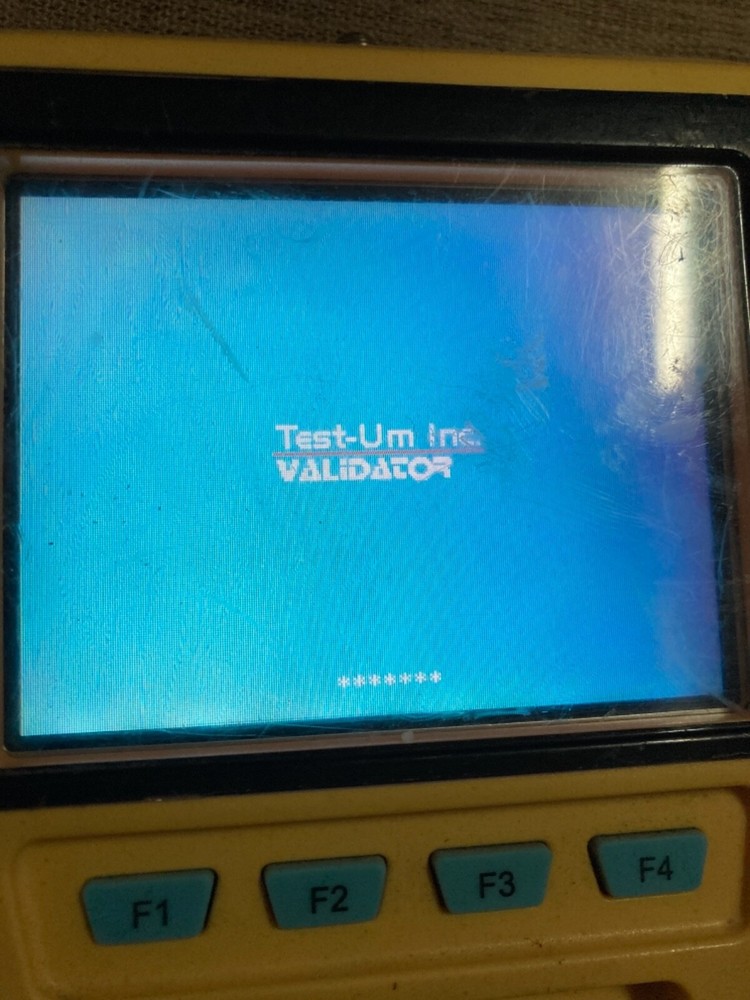 Test-Um Inc.
VALIDATOR
*******
F1 F2 F3 F4